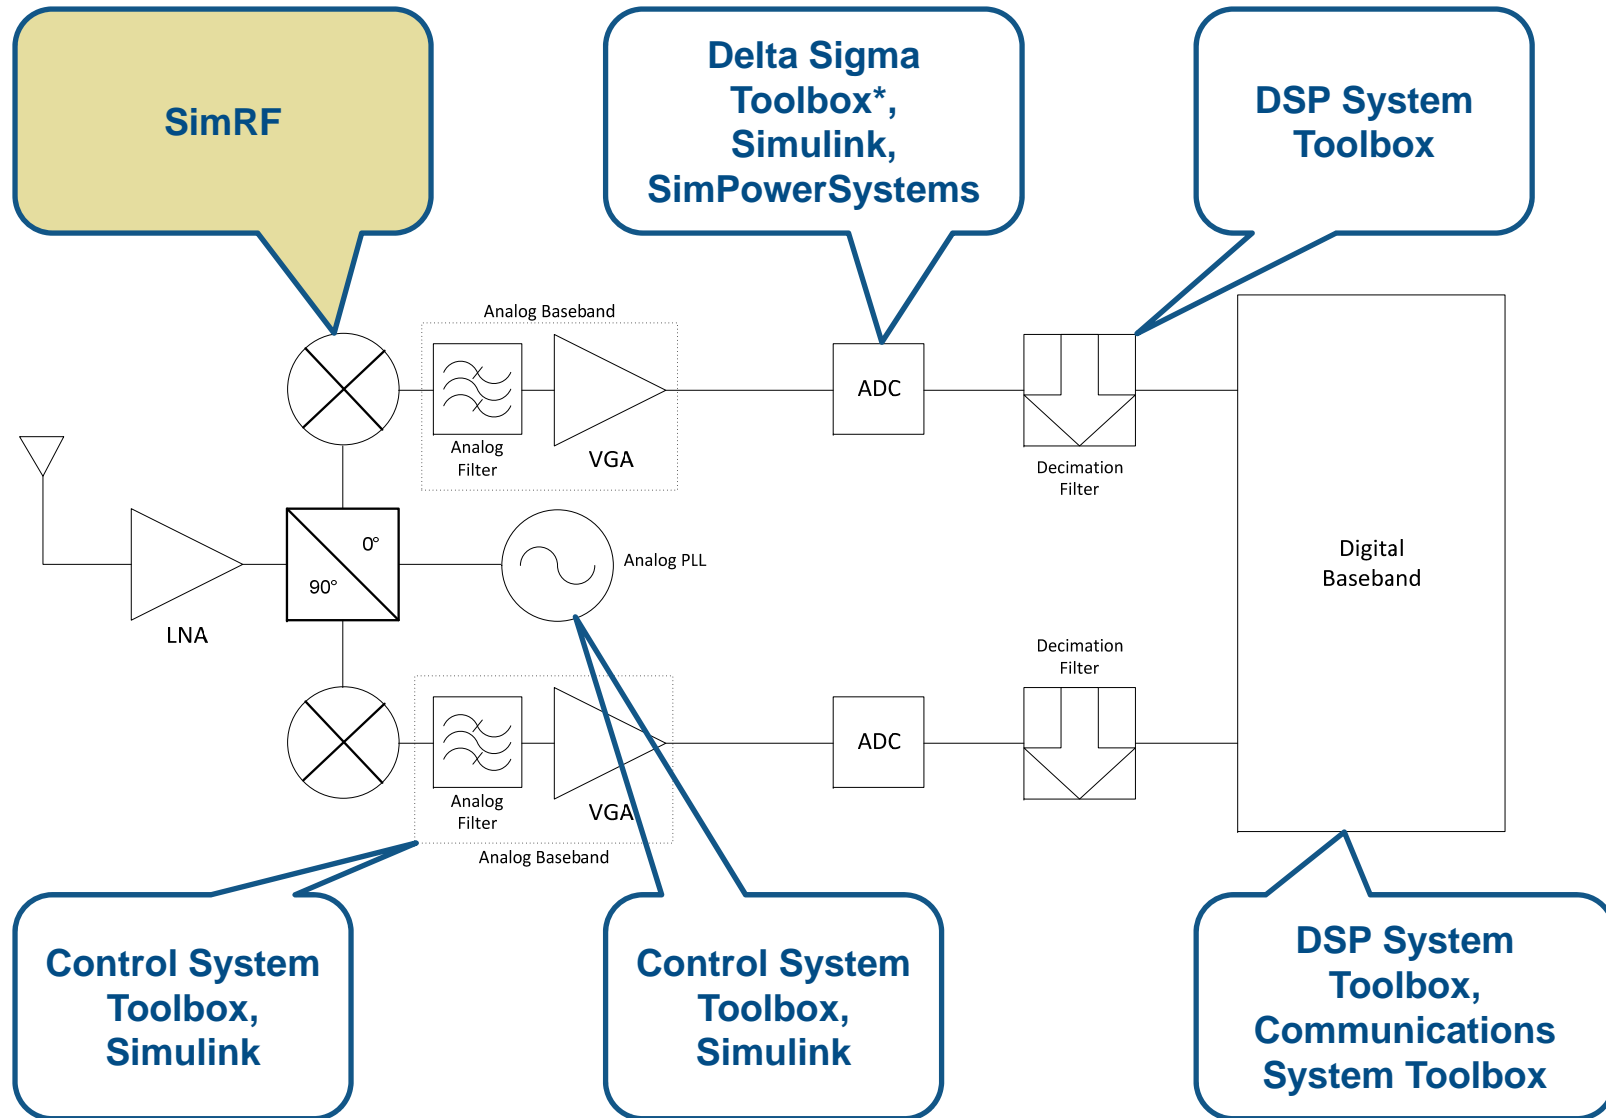 SimRF
Delta Sigma
Toolbox*,
Simulink,
SimPowerSystems
DSP System
Toolbox
Analog Baseband
Analog
Filter
VGA
ADC
Decimation
Filter
LNA
0°
90°
Analog PLL
Digital
Baseband
Analog
Filter
VGA
Analog Baseband
ADC
Decimation
Filter
Control System
Toolbox,
Simulink
Control System
Toolbox,
Simulink
DSP System
Toolbox,
Communications
System Toolbox